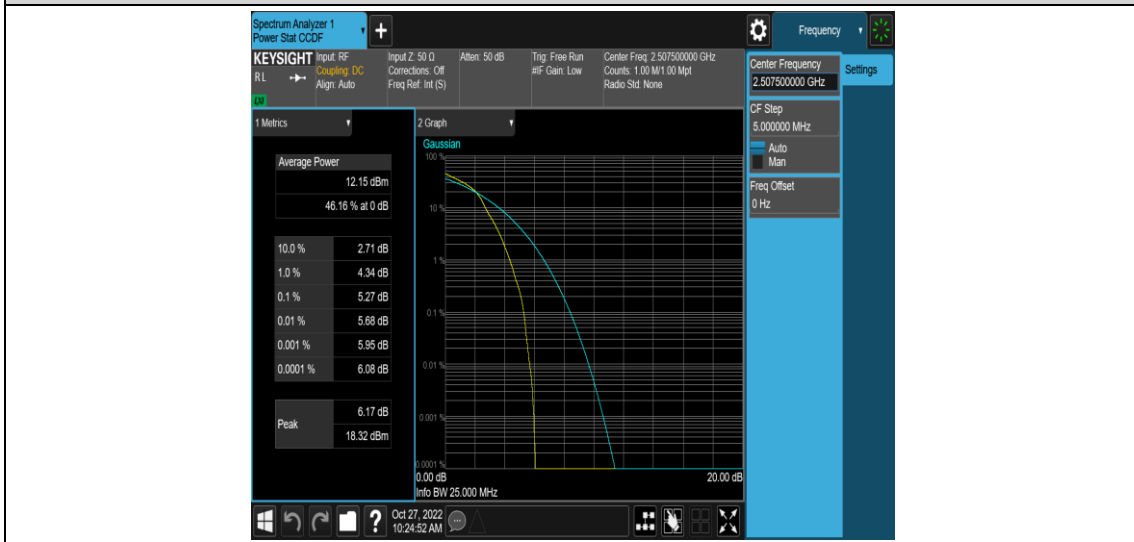 Spectrum Analyzer 1
Power Stat CCDF
+
Frequency
KEYSIGHT
RL
LXI
Input: RF
Coupling: DC
Align: Auto
Input Z: 50 Ω
Corrections: Off
Freq Ref: Int (S)
Atten: 50 dB
Trig: Free Run
#IF Gain: Low
Center Freq: 2.507500000 GHz
Counts: 1.00 M/1.00 Mpt
Radio Std: None
Center Frequency
2.507500000 GHz
Settings
CF Step
5.000000 MHz
Auto
Man
Freq Offset
0 Hz
1 Metrics
Average Power
12.15 dBm
46.16 % at 0 dB
10.0 % 2.71 dB
1.0 % 4.34 dB
0.1 % 5.27 dB
0.01 % 5.68 dB
0.001 % 5.95 dB
0.0001 % 6.08 dB
Peak
6.17 dB
18.32 dBm
2 Graph
Gaussian
100 %
10 %
1 %
0.1 %
0.01 %
0.001 %
0.0001 %
0.00 dB 20.00 dB
Info BW 25.000 MHz
?
Oct 27, 2022
10:24:52 AM